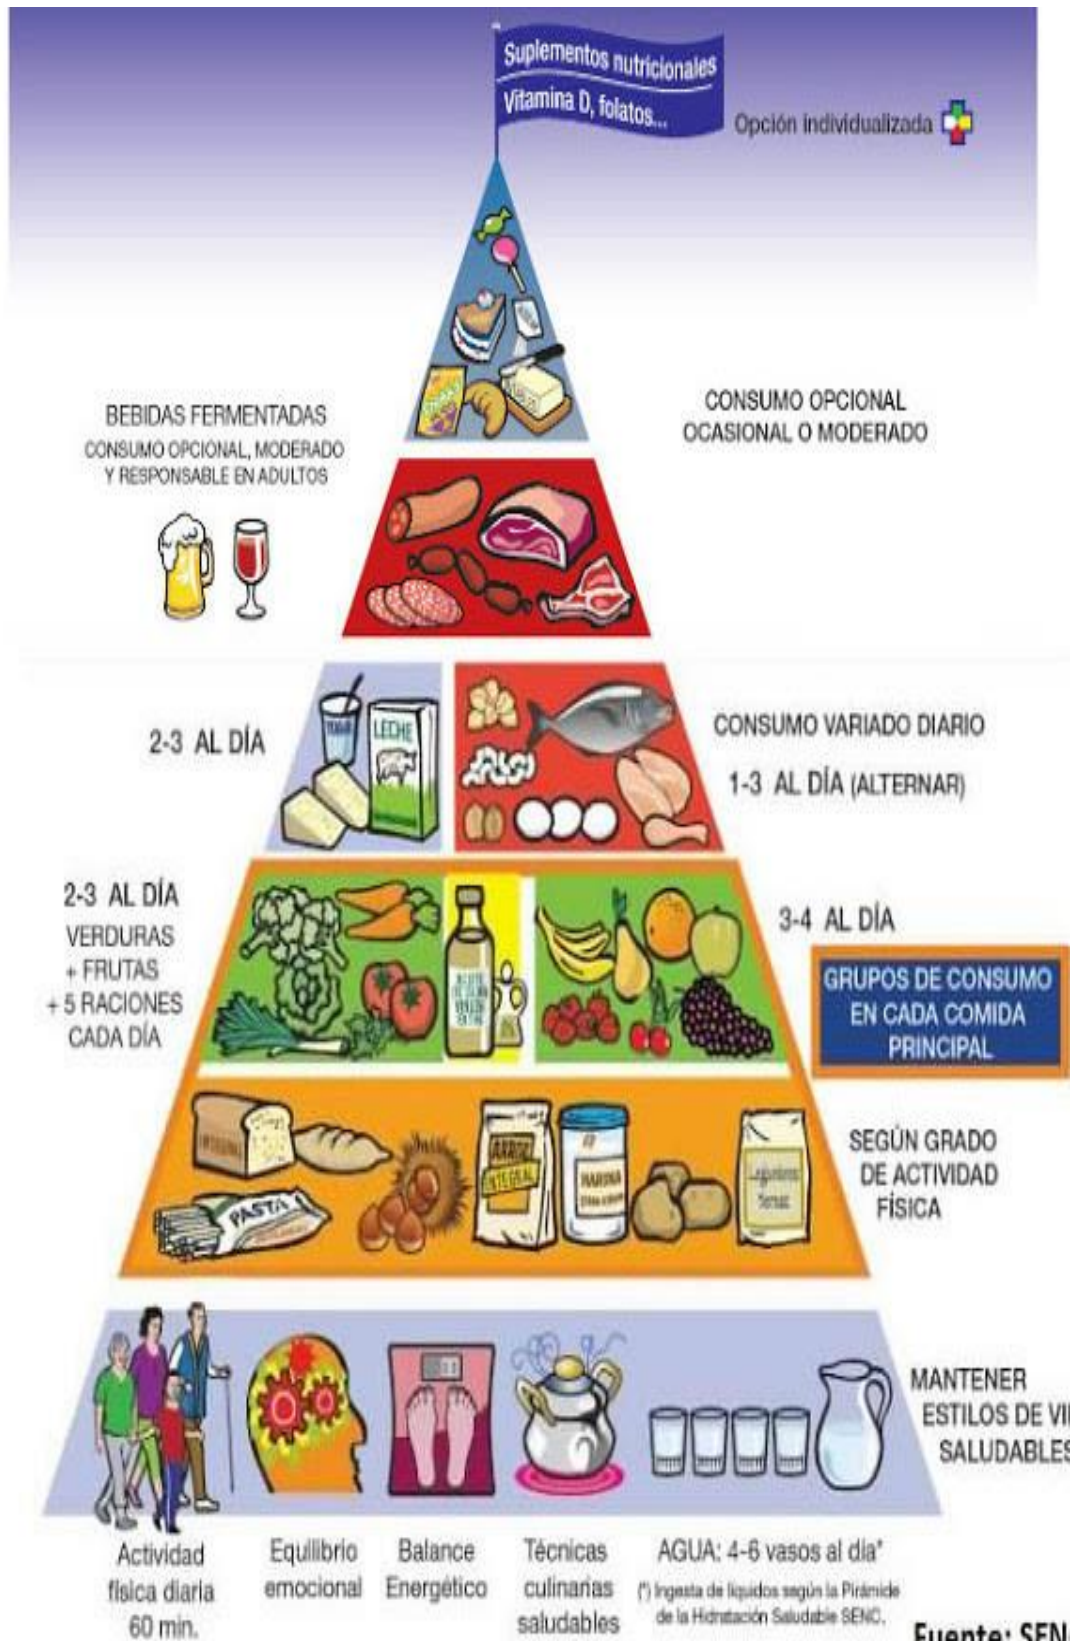 Suplementos nutricionales
Vitamina D, folatos...
Opción individualizada
BEBIDAS FERMENTADAS
CONSUMO OPCIONAL, MODERADO
Y RESPONSABLE EN ADULTOS
CONSUMO OPCIONAL
OCASIONAL O MODERADO
2-3 AL DÍA
LECHE
CONSUMO VARIADO DIARIO
1-3 AL DÍA (ALTERNAR)
2-3 AL DÍA
VERDURAS
+ FRUTAS
+ 5 RACIONES
CADA DÍA
3-4 AL DÍA
GRUPOS DE CONSUMO
EN CADA COMIDA
PRINCIPAL
INTEGRAL
PASTA
ARROZ
INTEGRAL
HARINA
SEGÚN GRADO
DE ACTIVIDAD
FÍSICA
MANTENER
ESTILOS DE VI
SALUDABLES
Actividad
física diaria
60 min.
Equilibrio
emocional
Balance
Energético
Técnicas
culinarias
saludables
AGUA: 4-6 vasos al día*
(*) Ingesta de líquidos según la Pirámide
de la Hidratación Saludable SENC.
Fuente: SEN